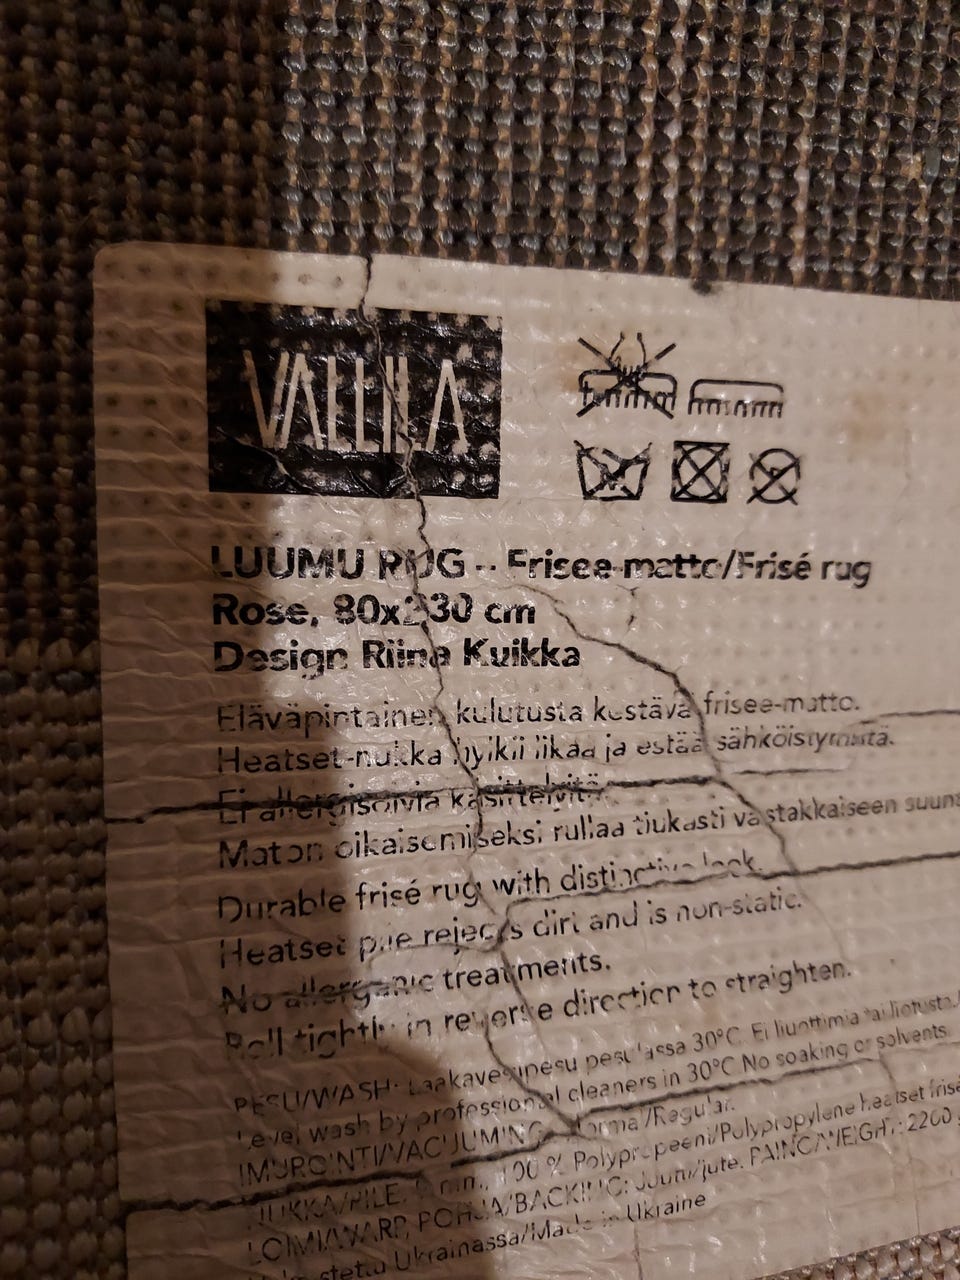 VALLILA
LUUMU RUG - Frisee-matto/Frisé rug
Rose, 80x230 cm
Design Riina Kuikka
Eläväpintainen, kulutusta kestävä frisee-matto.
Heatset-nukka hylkii likaa ja estää sähköistymistä.
Ei allergisoivia käsittelyitä.
Maton oikaisemiseksi rullaa tiukasti vastakkaiseen
Durable frisé rug with distinctive look.
Heatset pile rejects dirt and is non-static.
No allergenic treatments.
Roll tightly in reverse direction to straighten.
PESU/WASH: Laakavesipesu pesulassa 30°C. Ei liuottimia tai liotusta.
Level wash by professional cleaners in 30°C No soaking or solvents.
IMUROINTI/VACUUMING: Normal/Regular.
NUKKA/PILE: mm., 100 % Polypropeeni/Polypropylene heatset
LOIMI/WARP, POHJA/BACKING: Juuti/jute. PAINO/WEIGHT: 2200
Valmistettu Ukrainassa/Made in Ukraine